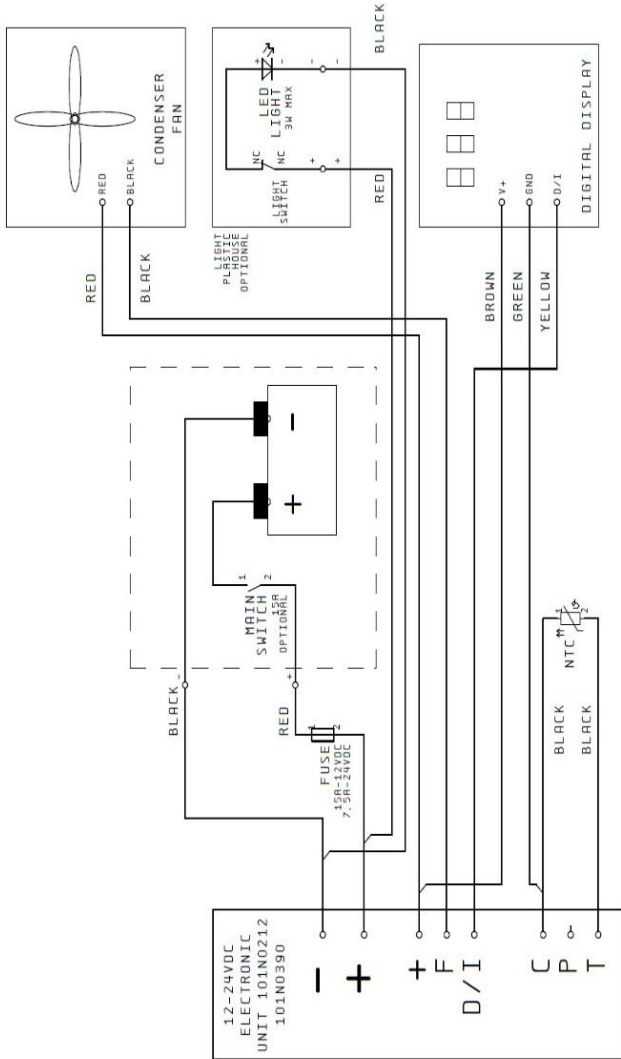 CONDENSER
FAN
RED
BLACK
RED
BLACK
LED
LIGHT
3W MAX
+
-
-
-
NC
NC
+
+
LIGHT
SWITCH
LIGHT
PLASTIC
HOUSE
OPTIONAL
BLACK
RED
DIGITAL DISPLAY
V+
GND
D/I
BROWN
GREEN
YELLOW
-
+
1
2
MAIN
SWITCH
15A
OPTIONAL
BLACK
-
RED
+
1
2
FUSE
15A-12VDC
7.5A-24VDC
1
2
NTC
BLACK
BLACK
12-24VDC
ELECTRONIC
UNIT 101N0212
101N0390
-
+
+
F
D/I
C
P
T